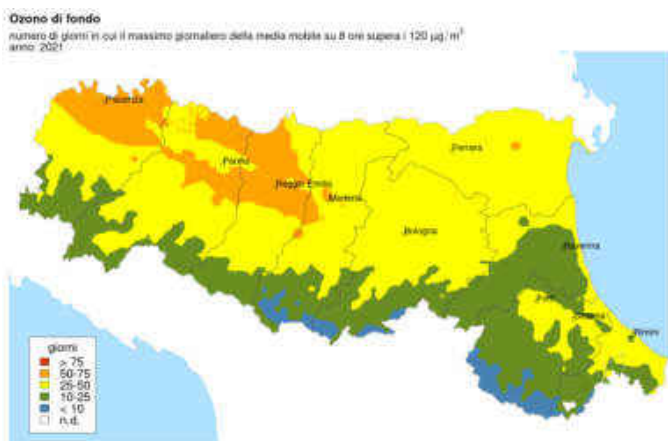 Ozono di fondo
numero di giorni in cui il massimo giornaliero della media mobile su 8 ore supera i 120 µg/m³
anno: 2021
Piacenza
Parma
Reggio Emilia
Modena
Ferrara
Bologna
Ravenna
Forlì
Rimini
giorni
> 75
50-75
25-50
10-25
< 10
n.d.